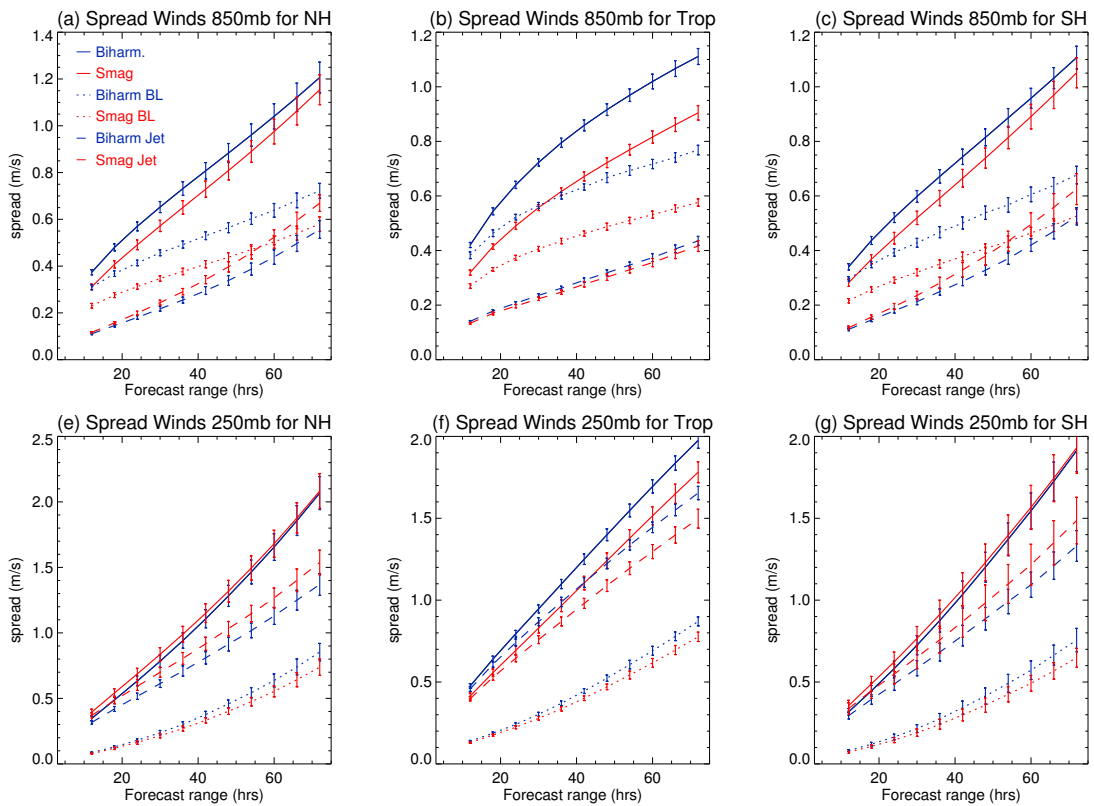 (a) Spread Winds 850mb for NH
1.4
1.2
1.0
0.8
0.6
0.4
0.2
0.0
spread (m/s)
Biharm.
Smag
Biharm BL
Smag BL
Biharm Jet
Smag Jet
20 40 60
Forecast range (hrs)
(b) Spread Winds 850mb for Trop
1.2
1.0
0.8
0.6
0.4
0.2
0.0
spread (m/s)
20 40 60
Forecast range (hrs)
(c) Spread Winds 850mb for SH
1.2
1.0
0.8
0.6
0.4
0.2
0.0
spread (m/s)
20 40 60
Forecast range (hrs)
(e) Spread Winds 250mb for NH
2.5
2.0
1.5
1.0
0.5
0.0
spread (m/s)
20 40 60
Forecast range (hrs)
(f) Spread Winds 250mb for Trop
2.0
1.5
1.0
0.5
0.0
spread (m/s)
20 40 60
Forecast range (hrs)
(g) Spread Winds 250mb for SH
2.0
1.5
1.0
0.5
0.0
spread (m/s)
20 40 60
Forecast range (hrs)